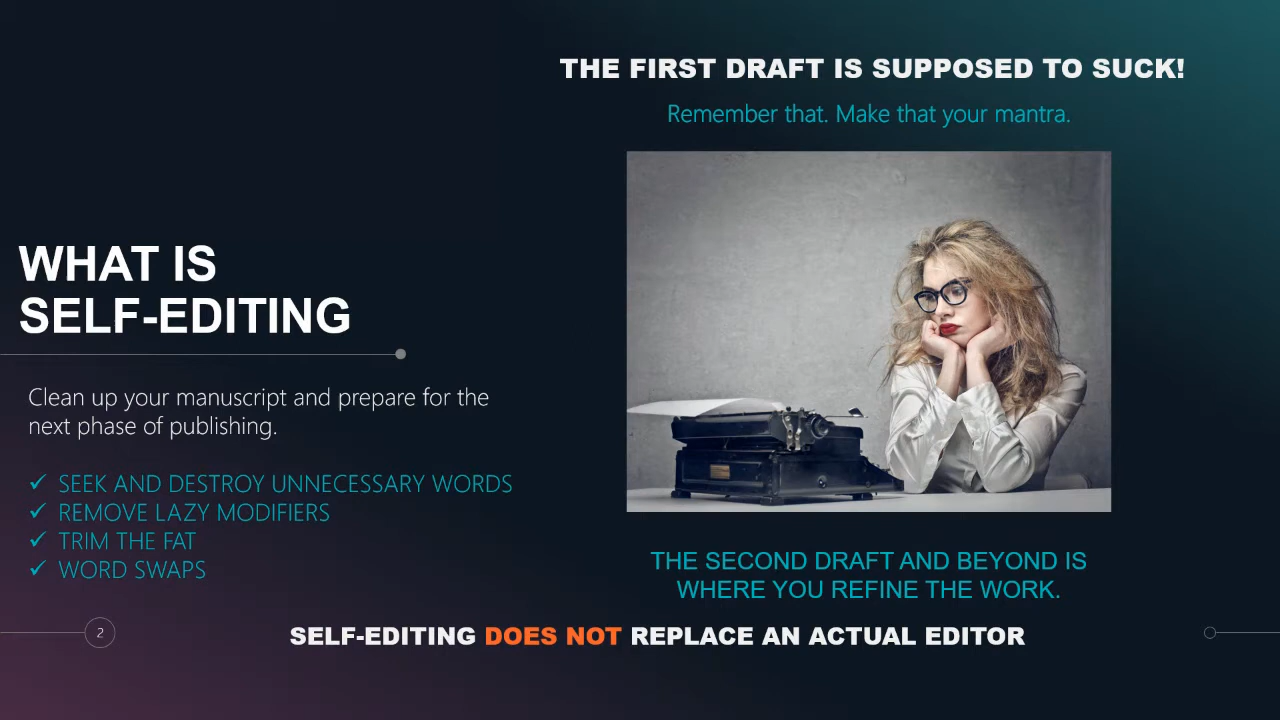 WHAT IS
SELF-EDITING
Clean up your manuscript and prepare for the
next phase of publishing.
✓ SEEK AND DESTROY UNNECESSARY WORDS
✓ REMOVE LAZY MODIFIERS
✓ TRIM THE FAT
✓ WORD SWAPS
THE FIRST DRAFT IS SUPPOSED TO SUCK!
Remember that. Make that your mantra.
THE SECOND DRAFT AND BEYOND IS
WHERE YOU REFINE THE WORK.
SELF-EDITING DOES NOT REPLACE AN ACTUAL EDITOR
2